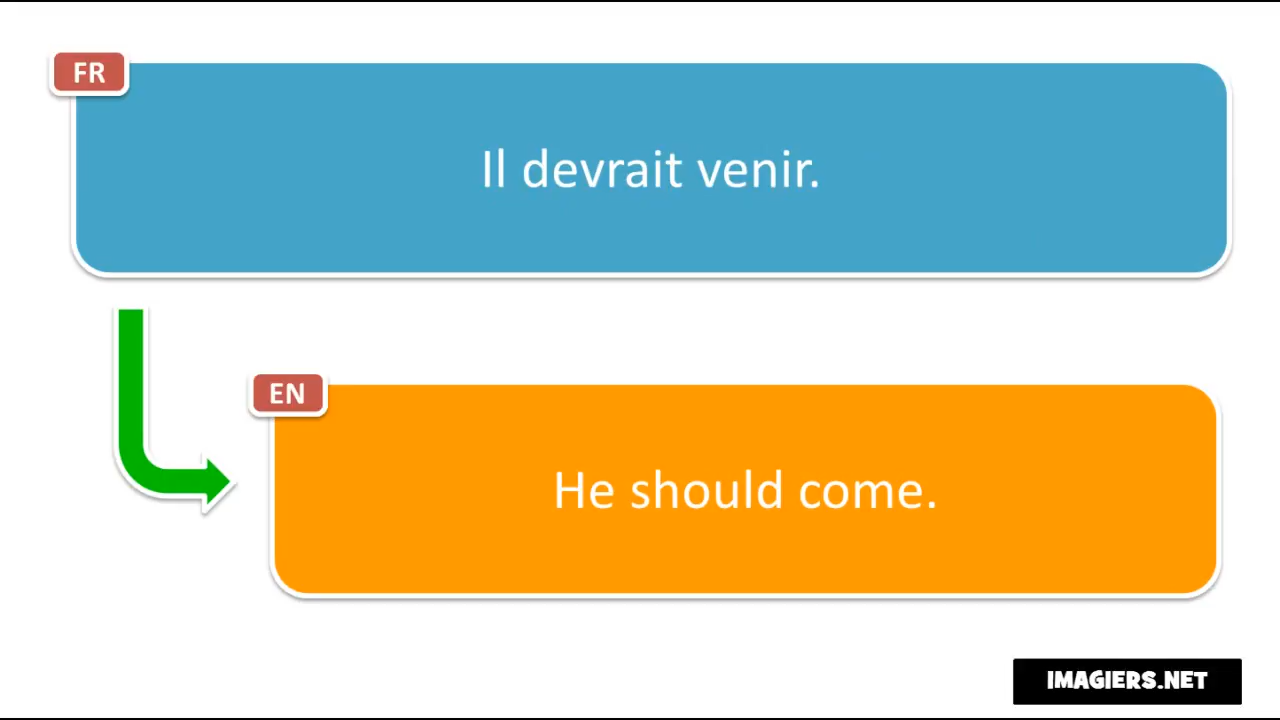 FR
Il devrait venir.
EN
He should come.
IMAGIERS.NET